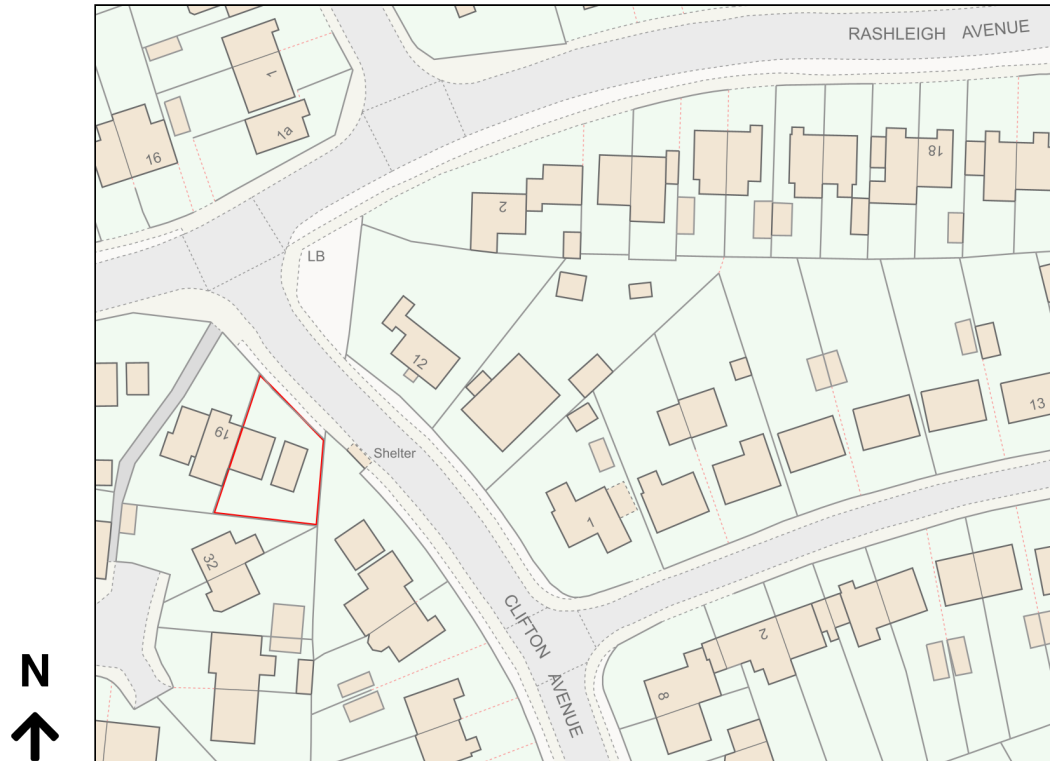 RASHLEIGH AVENUE
1
1a
16
18
2
LB
12
19
13
Shelter
1
32
CLIFTON AVENUE
2
8
N